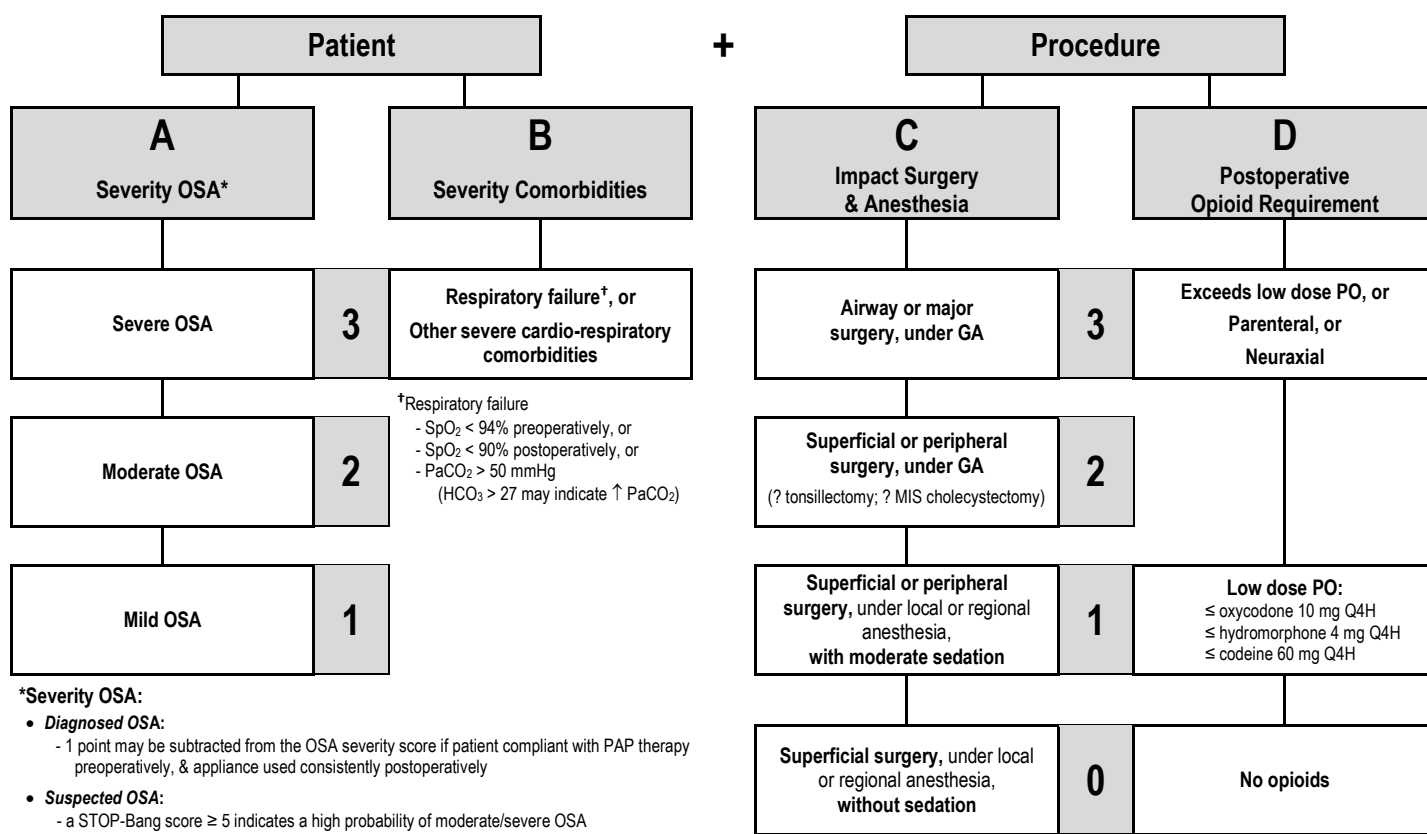 Patient
+
Procedure
A
Severity OSA*
B
Severity Comorbidities
C
Impact Surgery
& Anesthesia
D
Postoperative
Opioid Requirement
Severe OSA
3
Respiratory failure†, or
Other severe cardio-respiratory
comorbidities
Airway or major
surgery, under GA
3
Exceeds low dose PO, or
Parenteral, or
Neuraxial
†Respiratory failure
- SpO₂ < 94% preoperatively, or
- SpO₂ < 90% postoperatively, or
- PaCO₂ > 50 mmHg
(HCO₃ > 27 may indicate ↑ PaCO₂)
Moderate OSA
2
Superficial or peripheral
surgery, under GA
(? tonsillectomy; ? MIS cholecystectomy)
2
Mild OSA
1
Superficial or peripheral
surgery, under local or regional
anesthesia,
with moderate sedation
1
Low dose PO:
≤ oxycodone 10 mg Q4H
≤ hydromorphone 4 mg Q4H
≤ codeine 60 mg Q4H
*Severity OSA:
• Diagnosed OSA:
- 1 point may be subtracted from the OSA severity score if patient compliant with PAP therapy
preoperatively, & appliance used consistently postoperatively
• Suspected OSA:
- a STOP-Bang score ≥ 5 indicates a high probability of moderate/severe OSA
Superficial surgery, under local
or regional anesthesia,
without sedation
0
No opioids